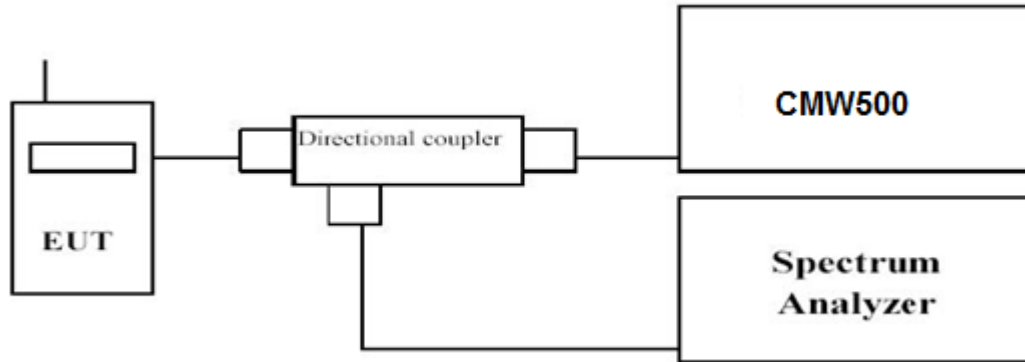 CMW500
Directional coupler
EUT
Spectrum
Analyzer